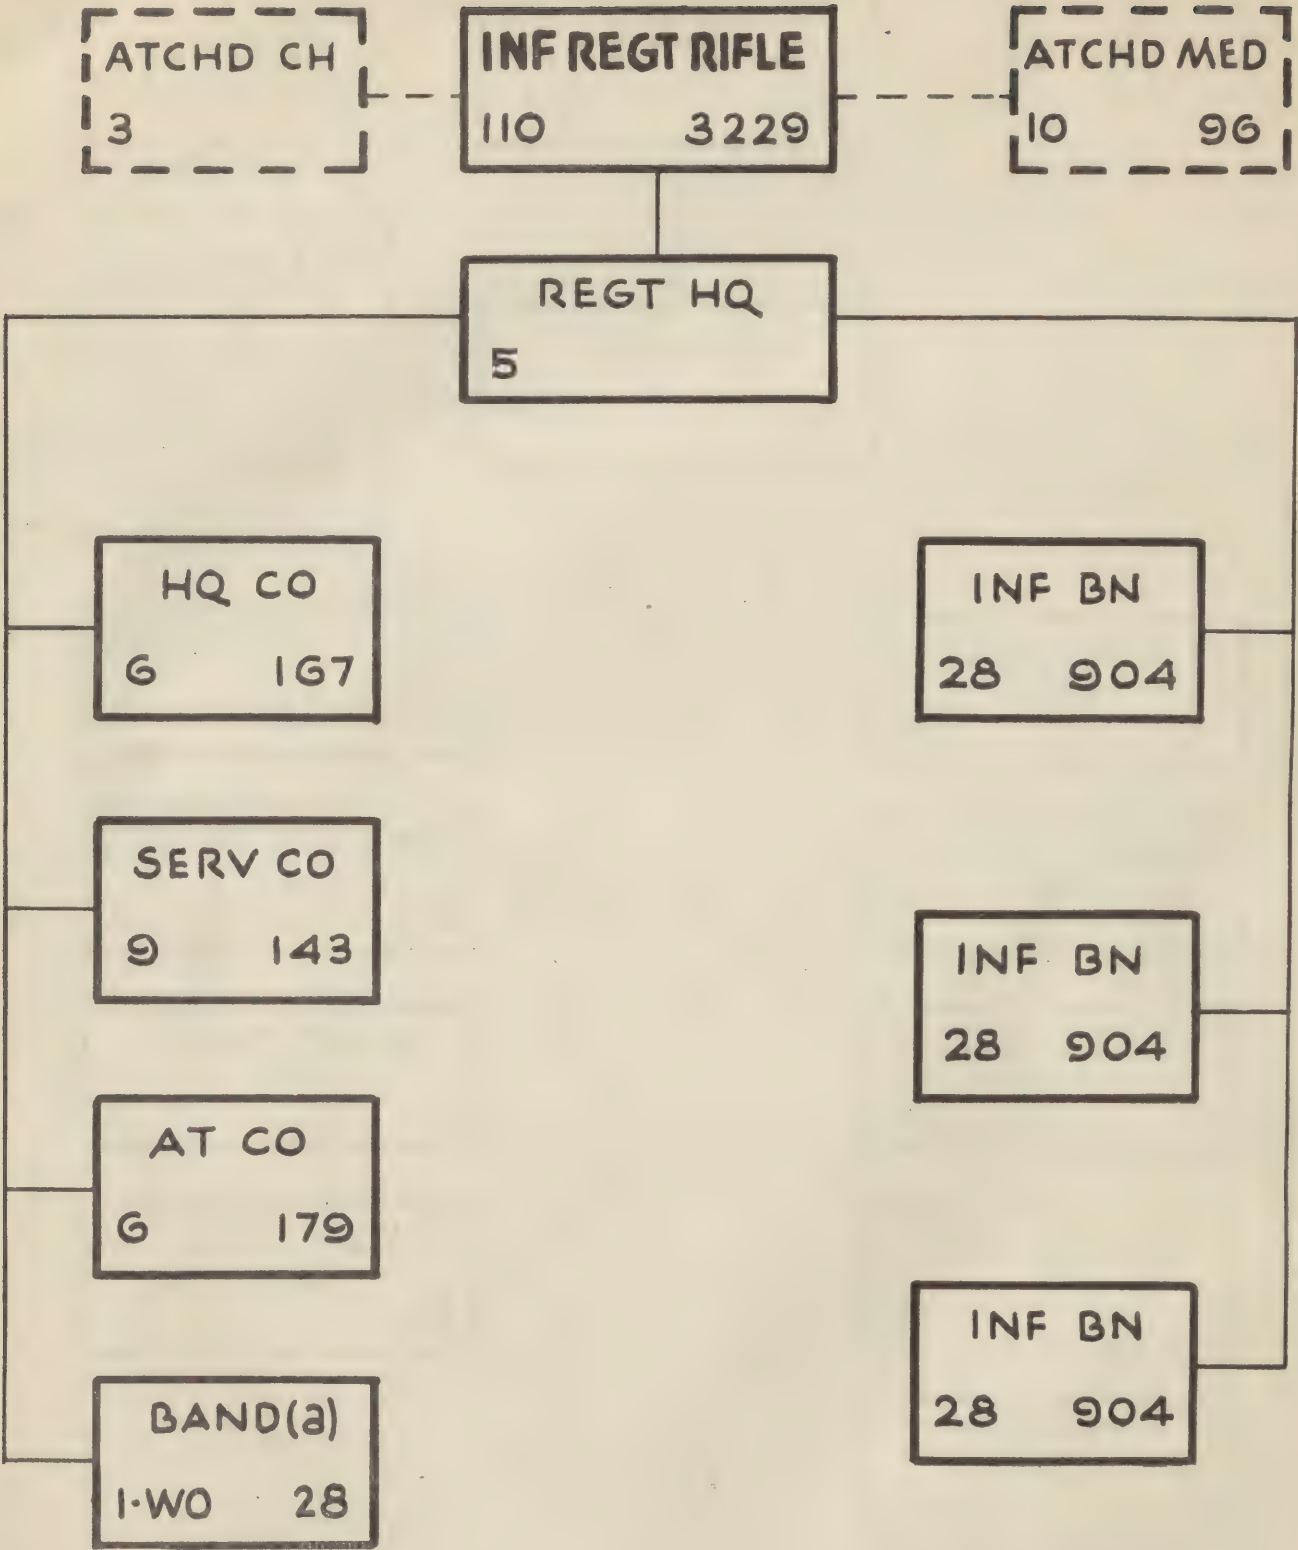 ATCHD CH
3
INF REGT RIFLE
110 3229
ATCHD MED
10 96
REGT HQ
5
HQ CO
6 167
SERV CO
9 143
AT CO
6 179
BAND(a)
1·WO 28
INF BN
28 904
INF BN
28 904
INF BN
28 904